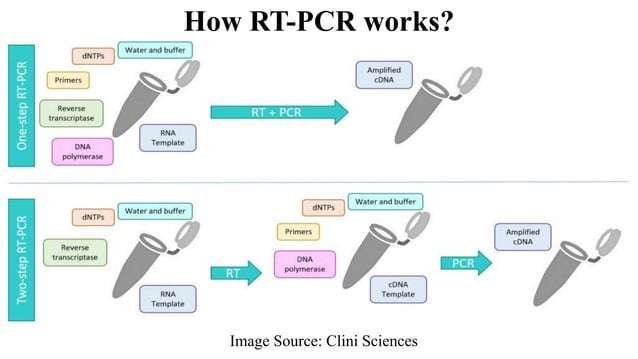 How RT-PCR works?
One-step RT-PCR
dNTPs
Water and buffer
Primers
Reverse
transcriptase
DNA
polymerase
RNA
Template
RT + PCR
Amplified
cDNA
Two-step RT-PCR
dNTPs
Water and buffer
Reverse
transcriptase
RNA
Template
RT
dNTPs
Water and buffer
Primers
DNA
polymerase
cDNA
Template
PCR
Amplified
cDNA
Image Source: Clini Sciences